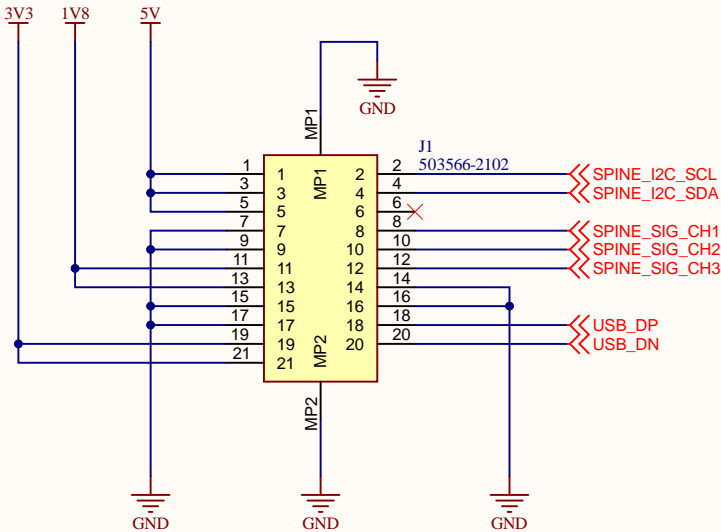 3V3 1V8 5V
GND
MP1
J1
503566-2102
1 1 MP1 2 2 SPINE_I2C_SCL
3 3 4 4 SPINE_I2C_SDA
5 5 6 6
7 7 8 8 SPINE_SIG_CH1
9 9 10 10 SPINE_SIG_CH2
11 11 12 12 SPINE_SIG_CH3
13 13 14 14
15 15 16 16
17 17 18 18 USB_DP
19 19 MP2 20 20 USB_DN
21 21
MP2
GND GND GND